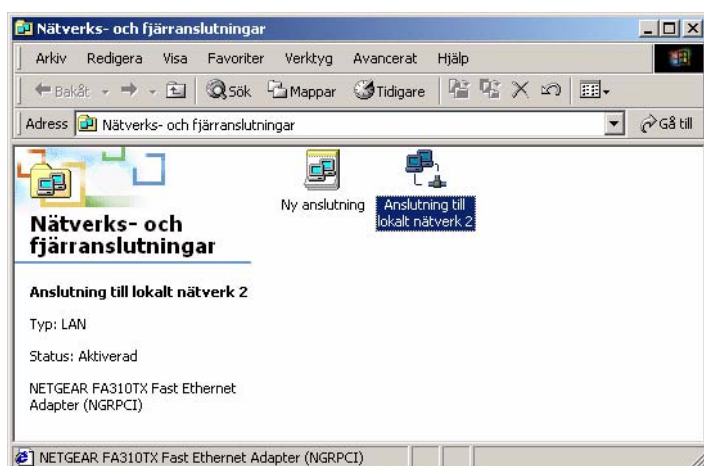 Nätverks- och fjärranslutningar
Arkiv Redigera Visa Favoriter Verktyg Avancerat Hjälp
Bakåt Sök Mappar Tidigare
Adress Nätverks- och fjärranslutningar Gå till
Ny anslutning
Anslutning till
lokalt nätverk 2
Nätverks- och
fjärranslutningar
Anslutning till lokalt nätverk 2
Typ: LAN
Status: Aktiverad
NETGEAR FA310TX Fast Ethernet
Adapter (NGRPCI)
NETGEAR FA310TX Fast Ethernet Adapter (NGRPCI)